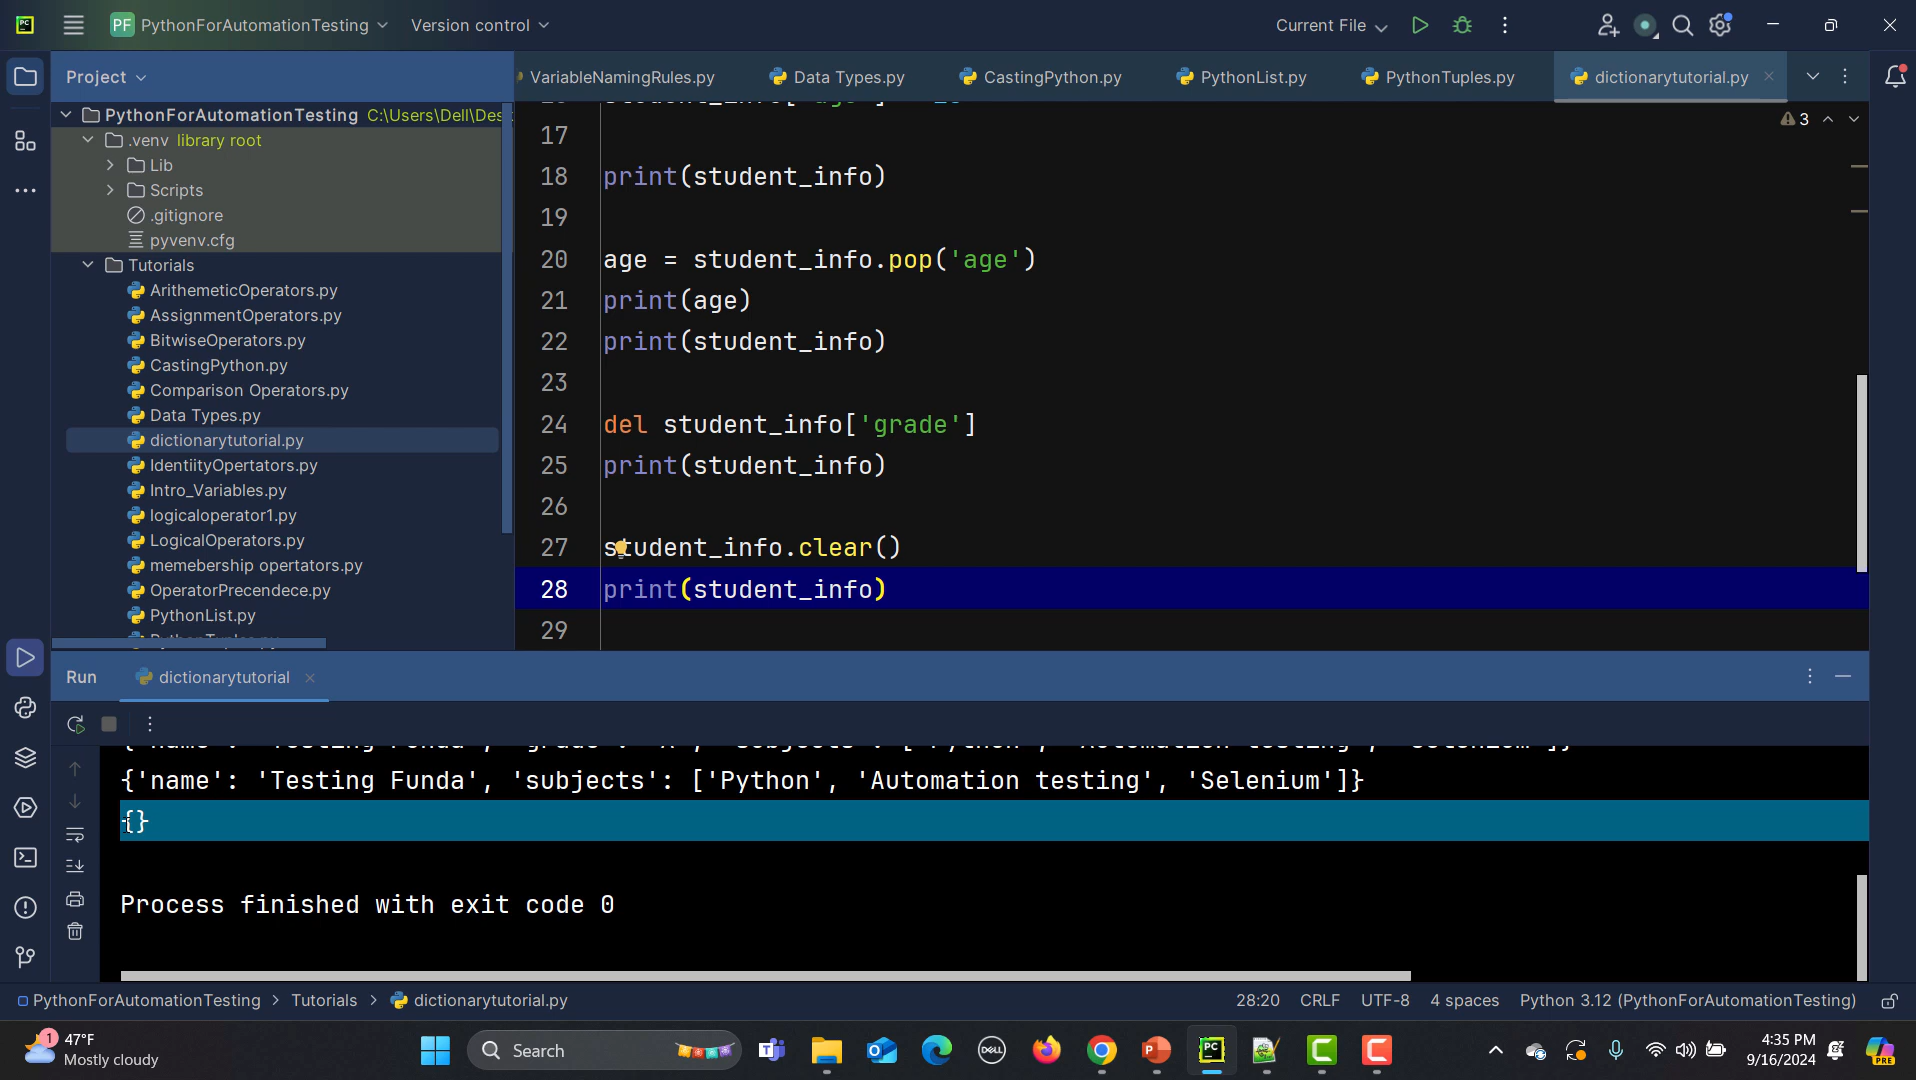 PC
PF PythonForAutomationTesting
Version control
Current File
Project
VariableNamingRules.py
Data Types.py
CastingPython.py
PythonList.py
PythonTuples.py
dictionarytutorial.py
PythonForAutomationTesting C:\Users\Dell\Des
.venv library root
Lib
Scripts
.gitignore
pyvenv.cfg
Tutorials
ArithemeticOperators.py
AssignmentOperators.py
BitwiseOperators.py
CastingPython.py
Comparison Operators.py
Data Types.py
dictionarytutorial.py
IdentiityOpertators.py
Intro_Variables.py
logicaloperator1.py
LogicalOperators.py
memebership opertators.py
OperatorPrecendece.py
PythonList.py
3
17
18 print(student_info)
19
20 age = student_info.pop('age')
21 print(age)
22 print(student_info)
23
24 del student_info['grade']
25 print(student_info)
26
27 student_info.clear()
28 print(student_info)
29
Run
dictionarytutorial
{'name': 'Testing Funda', 'subjects': ['Python', 'Automation testing', 'Selenium']}
{}
Process finished with exit code 0
PythonForAutomationTesting > Tutorials > dictionarytutorial.py
28:20 CRLF UTF-8 4 spaces Python 3.12 (PythonForAutomationTesting)
1
47°F
Mostly cloudy
Search
DELL
PC
4:35 PM
9/16/2024
PRE